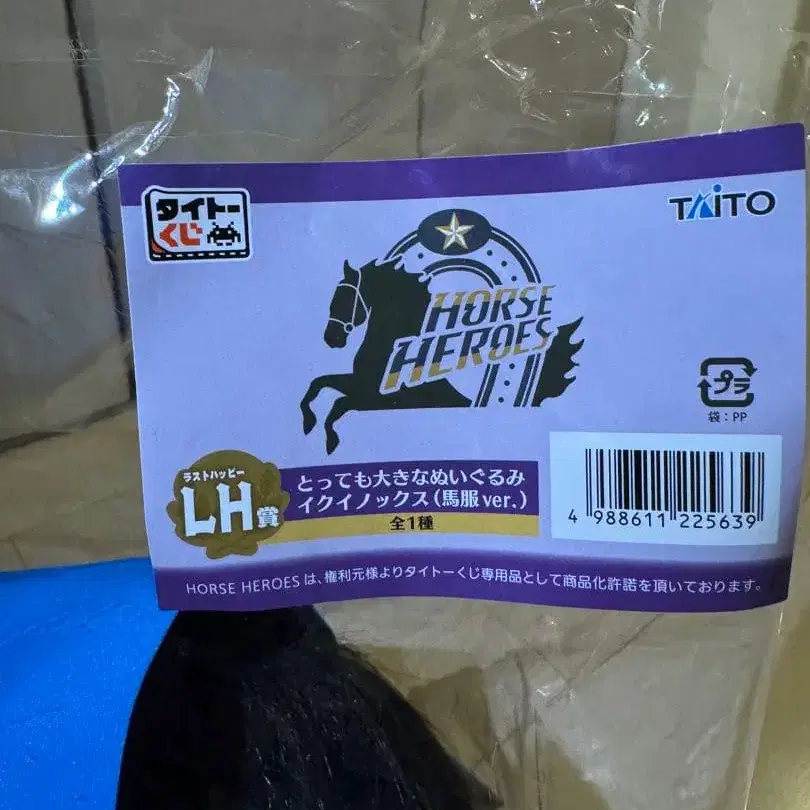 タイトー
くじ
TAITO
HORSE
HEROES
プラ
袋：PP
ラストハッピー
LH賞
とっても大きなぬいぐるみ
イクイノックス（馬服ver.）
全1種
4 988611 225639
HORSE HEROESは、権利元様よりタイトーくじ専用品として商品化許諾を頂いております。